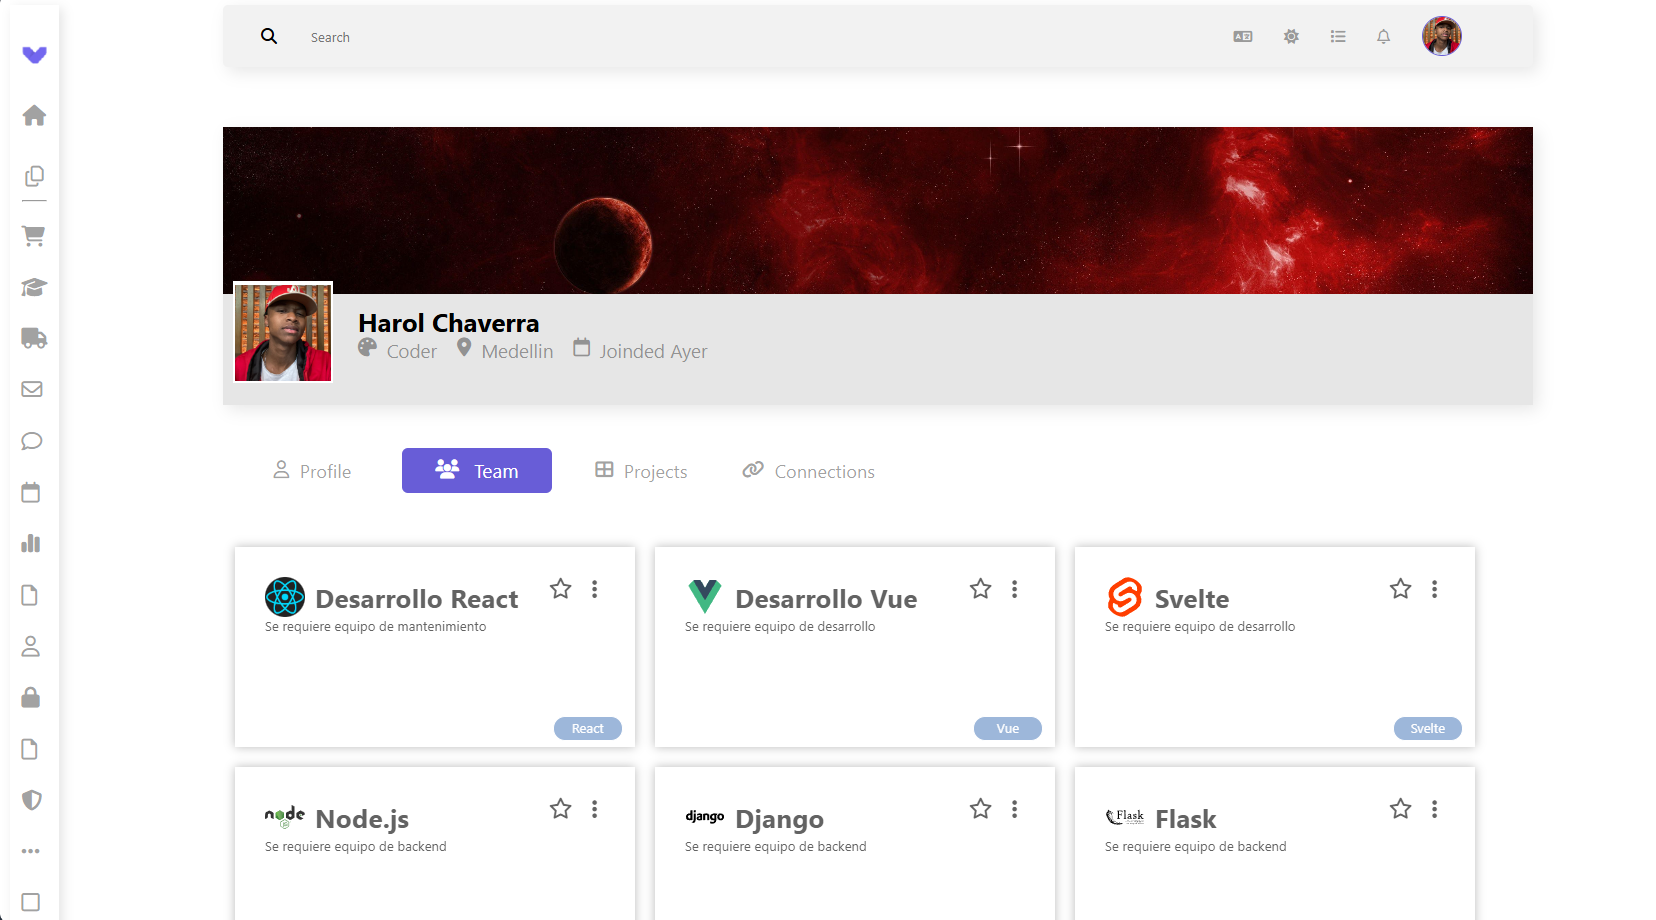 Search
Harol Chaverra
Coder Medellin Joinded Ayer
Profile Team Projects Connections
Desarrollo React
Se requiere equipo de mantenimiento
React
Desarrollo Vue
Se requiere equipo de desarrollo
Vue
Svelte
Se requiere equipo de desarrollo
Svelte
node
JS
Node.js
Se requiere equipo de backend
django
Django
Se requiere equipo de backend
Flask
Flask
Se requiere equipo de backend